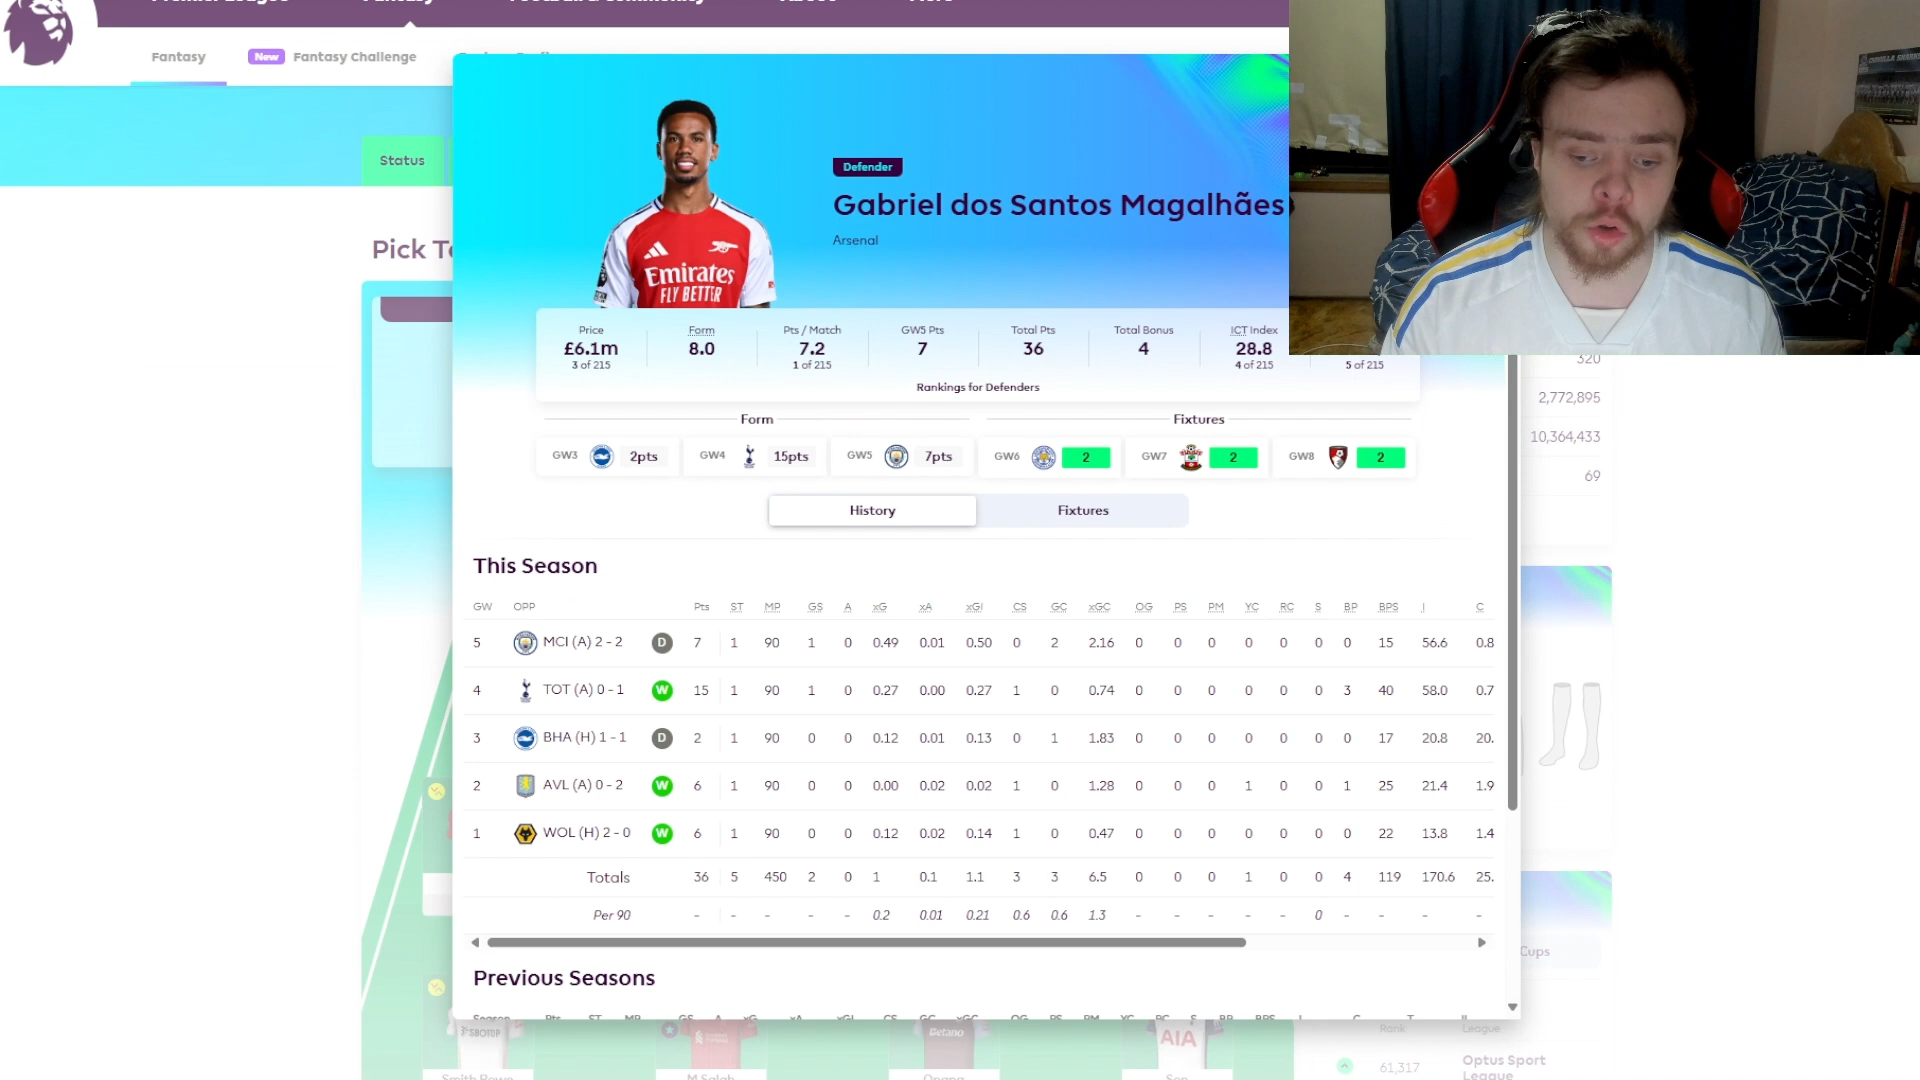 Fantasy
New Fantasy Challenge
Status
Pick Te
Defender
Gabriel dos Santos Magalhães
Arsenal
Emirates
FLY BETTER
Price Form Pts / Match GW5 Pts Total Pts Total Bonus ICT Index
£6.1m 8.0 7.2 7 36 4 28.8
3 of 215 1 of 215 4 of 215 5 of 215
Rankings for Defenders
Form Fixtures
GW3 2pts GW4 15pts GW5 7pts GW6 2 GW7 2 GW8 2
History Fixtures
This Season
GW OPP Pts ST MP GS A xG xA xGI CS GC xGC OG PS PM YC RC S BP BPS I C
5 MCI (A) 2 - 2 D 7 1 90 1 0 0.49 0.01 0.50 0 2 2.16 0 0 0 0 0 0 0 15 56.6 0.8
4 TOT (A) 0 - 1 W 15 1 90 1 0 0.27 0.00 0.27 1 0 0.74 0 0 0 0 0 0 3 40 58.0 0.7
3 BHA (H) 1 - 1 D 2 1 90 0 0 0.12 0.01 0.13 0 1 1.83 0 0 0 0 0 0 0 17 20.8 20.
2 AVL (A) 0 - 2 W 6 1 90 0 0 0.00 0.02 0.02 1 0 1.28 0 0 0 1 0 0 1 25 21.4 1.9
1 WOL (H) 2 - 0 W 6 1 90 0 0 0.12 0.02 0.14 1 0 0.47 0 0 0 0 0 0 0 22 13.8 1.4
Totals 36 5 450 2 0 1 0.1 1.1 3 3 6.5 0 0 0 1 0 0 4 119 170.6 25.
Per 90 - - - - - 0.2 0.01 0.21 0.6 0.6 1.3 - - - - - 0 - - - -
Previous Seasons
320
2,772,895
10,364,433
69
Cups
Rank League
61,317 Optus Sport
League
SBOTOP
Betano
AIA
Smith Rowe M.Salah Onana Son